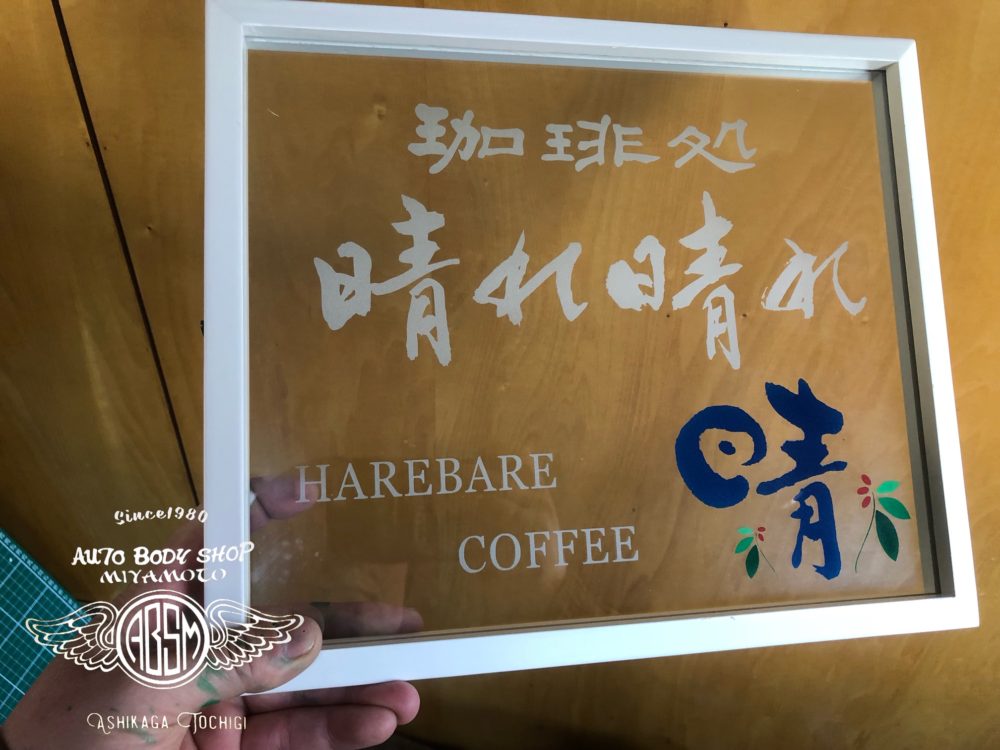 珈琲処
晴れ晴れ
晴
HAREBARE
COFFEE
Since1980
AUTO BODY SHOP
MIYAMOTO
ABSM
ASHIKAGA TOCHIGI